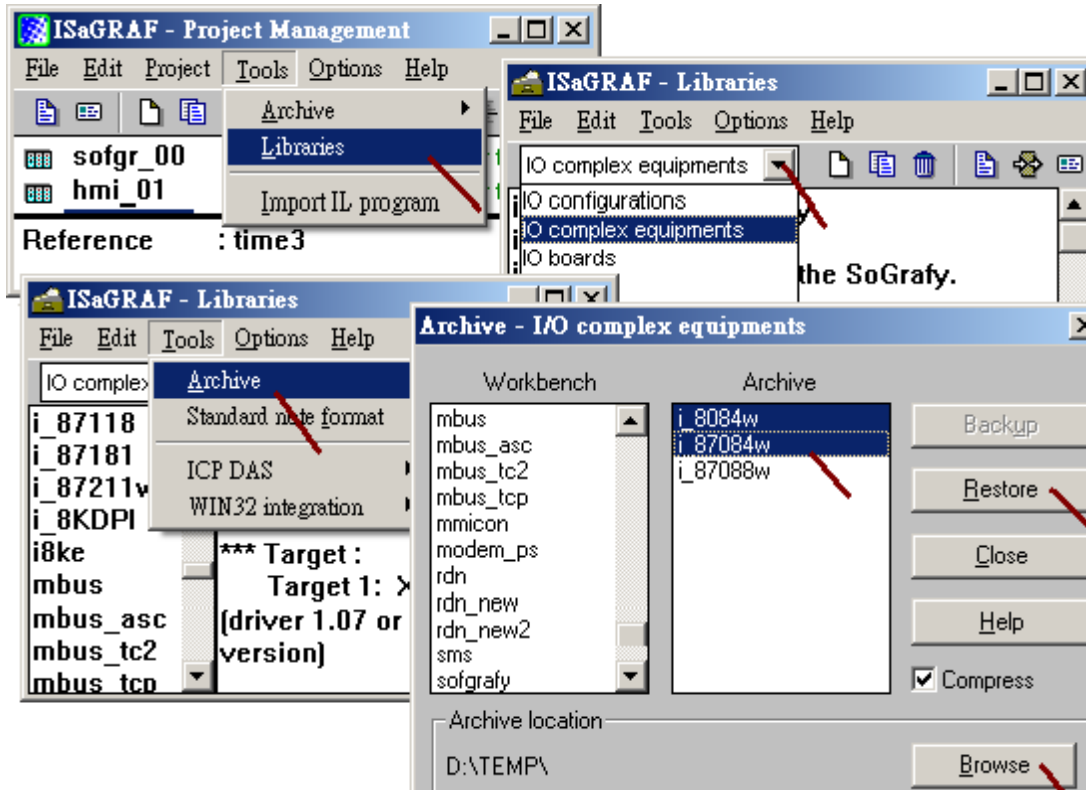 ISaGRAF - Project Management
File Edit Project Tools Options Help
Archive
Libraries
Import IL program
sofgr_00
hmi_01
Reference : time3
ISaGRAF - Libraries
File Edit Tools Options Help
IO complex equipments
IO configurations
IO complex equipments
IO boards
the SoGrafy.
ISaGRAF - Libraries
File Edit Tools Options Help
IO complex
Archive
Standard note format
ICP DAS
WIN32 integration
i_87118
i_87181
i_87211w
i_8KDPI
i8ke
mbus
mbus_asc
mbus_tc2
mbus_tcp
*** Target :
Target 1:
(driver 1.07 or
version)
Archive - I/O complex equipments
Workbench
mbus
mbus_asc
mbus_tc2
mbus_tcp
mmicon
modem_ps
rdn
rdn_new
rdn_new2
sms
sofgrafy
Archive
i_8084w
i_87084w
i_87088w
Backup
Restore
Close
Help
Compress
Archive location
D:\TEMP\
Browse